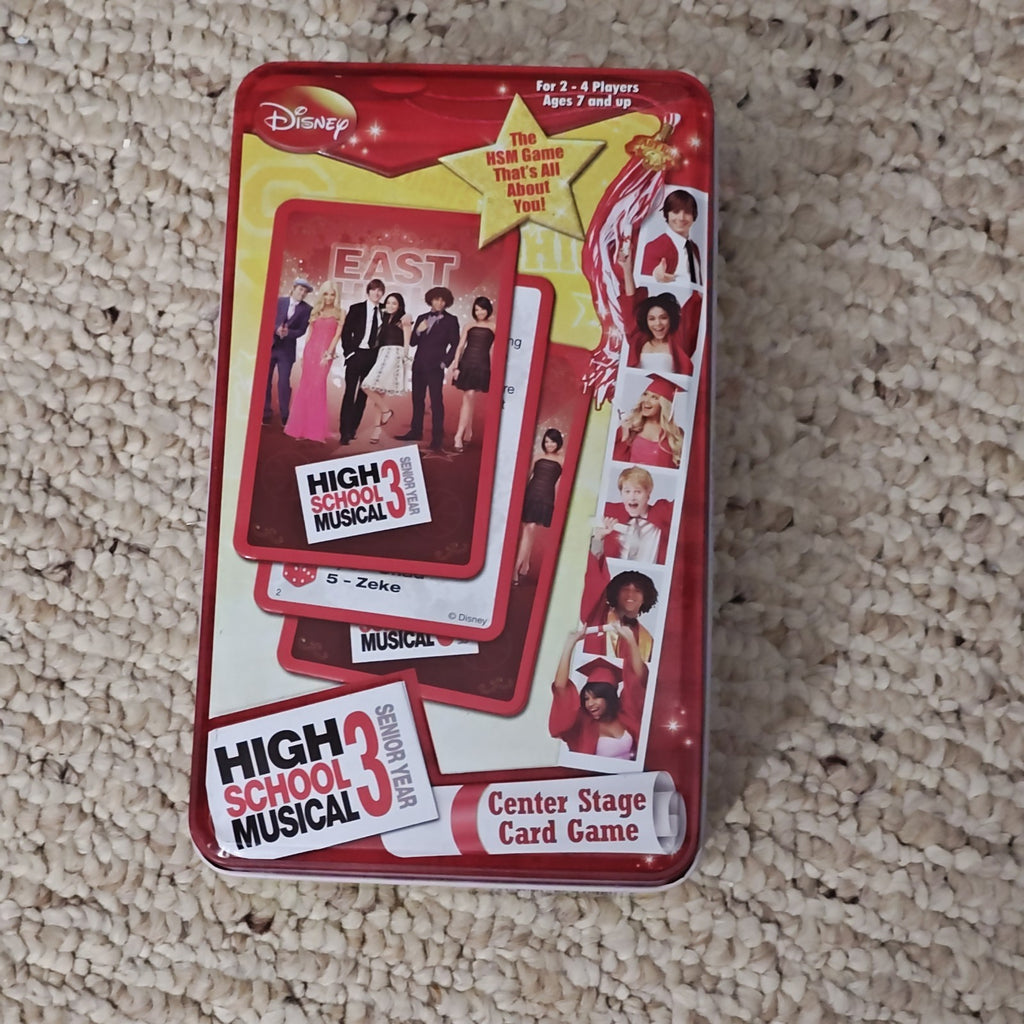 Disney
For 2 - 4 Players
Ages 7 and up
The
HSM Game
That's All
About
You!
EAST
HIGH
SCHOOL
MUSICAL
3
SENIOR YEAR
5 - Zeke
2
© Disney
MUSICAL
HIGH
SCHOOL
MUSICAL
3
SENIOR YEAR
Center Stage
Card Game